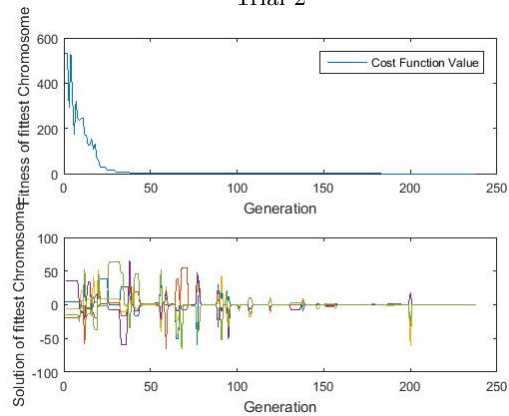 Trial 2
Fitness of fittest Chromosome
600
400
200
0
Cost Function Value
0 50 100 150 200 250
Generation
Solution of fittest Chromosome
100
50
0
-50
-100
0 50 100 150 200 250
Generation